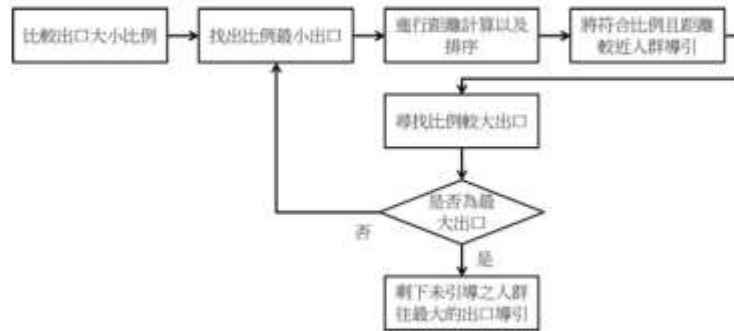 比較出口大小比例
找出比例最小出口
進行距離計算以及
排序
將符合比例且距離
較近人群導引
尋找比例較大出口
是否為最
大出口
否
是
剩下未引導之人群
往最大的出口導引